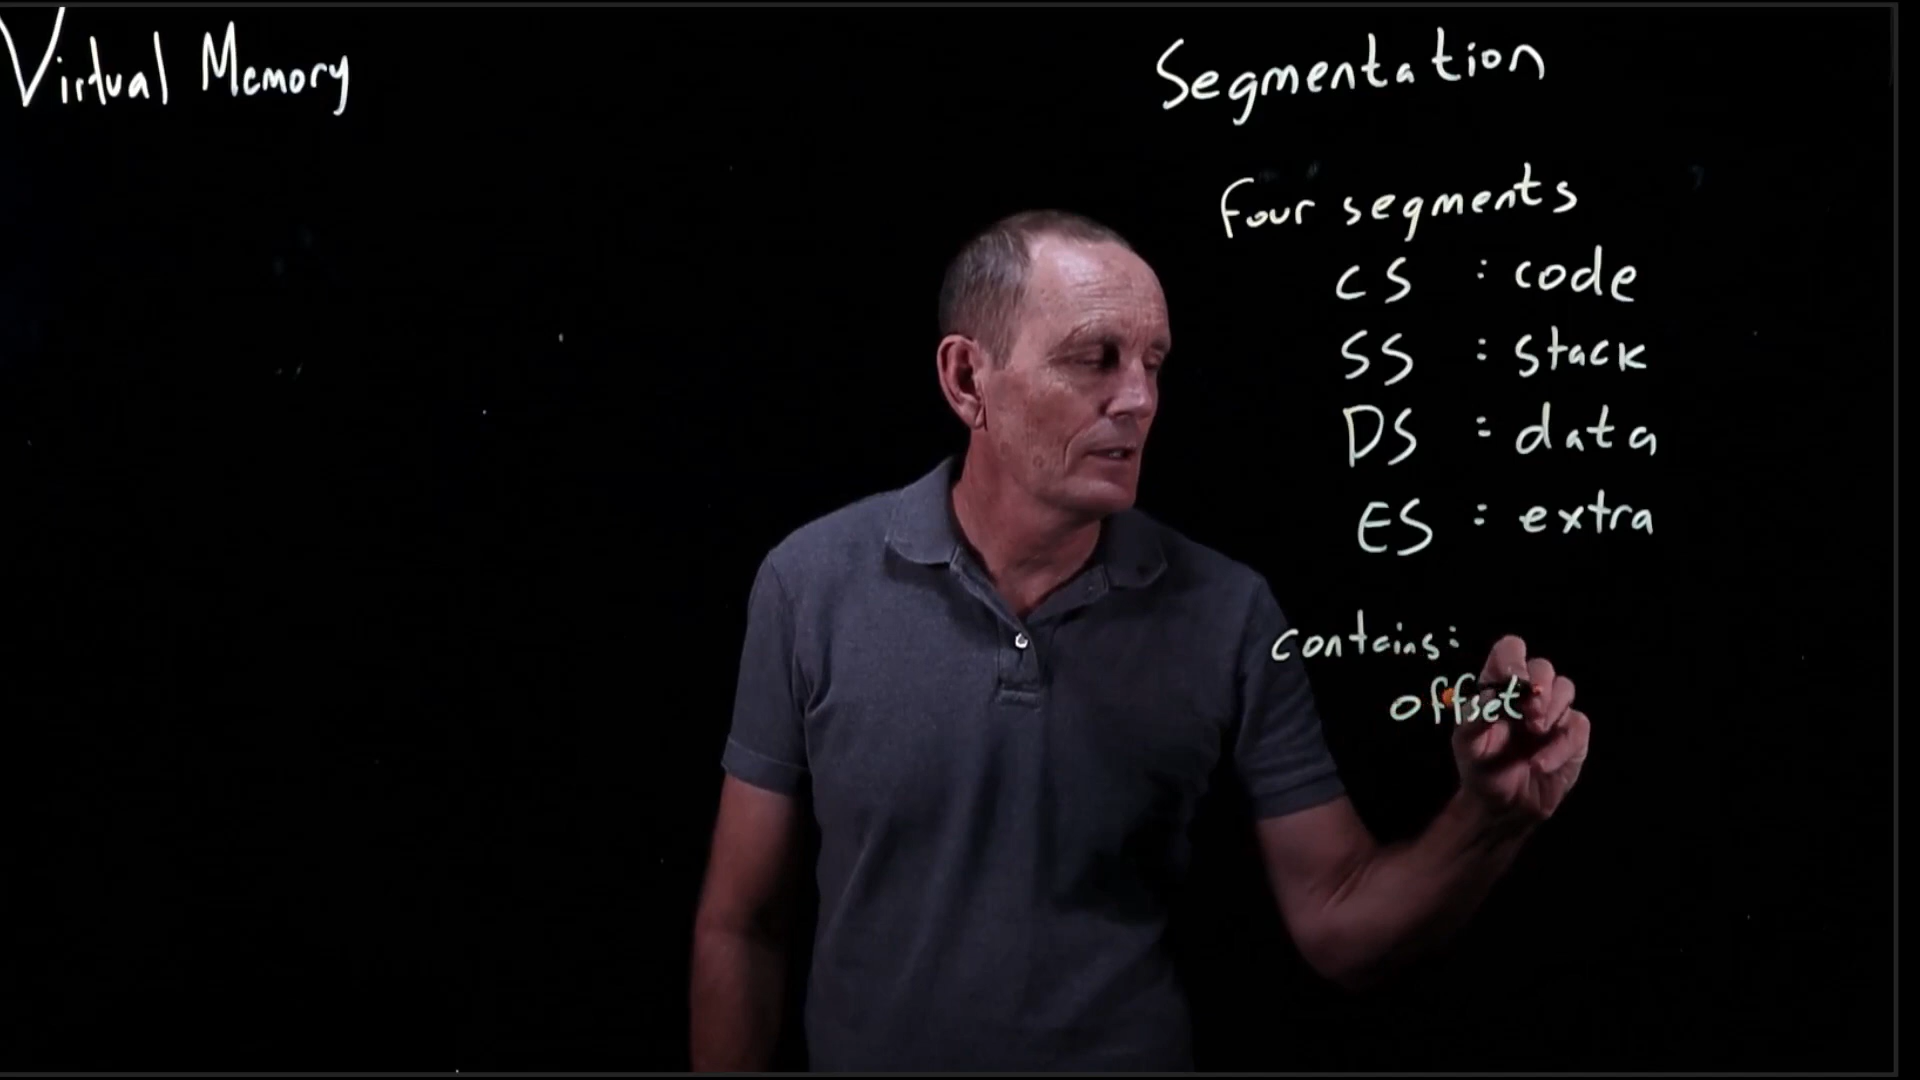 Virtual Memory
Segmentation
four segments
CS : code
SS : stack
DS : data
ES : extra
contains:
offset